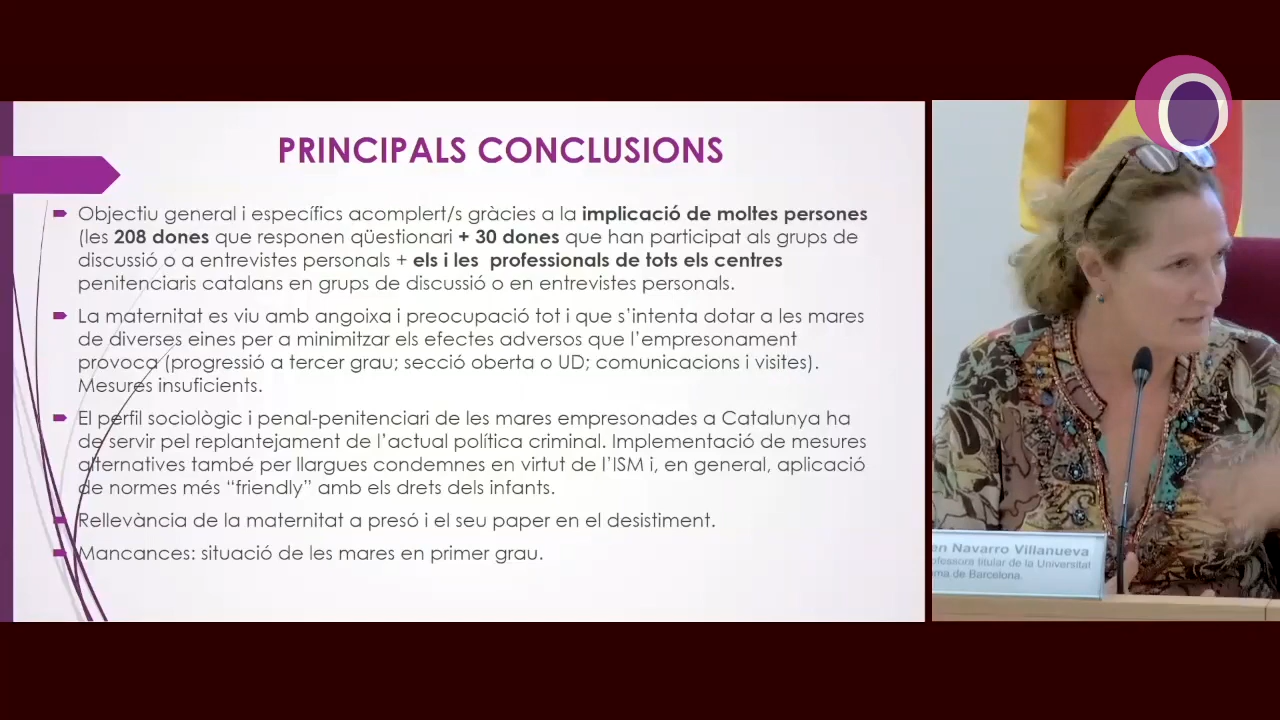 PRINCIPALS CONCLUSIONS
Objectiu general i específics acomplert/s gràcies a la implicació de moltes persones
(les 208 dones que responen qüestionari + 30 dones que han participat als grups de
discussió o a entrevistes personals + els i les professionals de tots els centres
penitenciaris catalans en grups de discussió o en entrevistes personals.
La maternitat es viu amb angoixa i preocupació tot i que s'intenta dotar a les mares
de diverses eines per a minimitzar els efectes adversos que l'empresonament
provoca (progressió a tercer grau; secció oberta o UD; comunicacions i visites).
Mesures insuficients.
El perfil sociològic i penal-penitenciari de les mares empresonades a Catalunya ha
de servir pel replantejament de l'actual política criminal. Implementació de mesures
alternatives també per llargues condemnes en virtut de l'ISM i, en general, aplicació
de normes més “friendly” amb els drets dels infants.
Rellevància de la maternitat a presó i el seu paper en el desistiment.
Mancances: situació de les mares en primer grau.
en Navarro Villanueva
ofessora titular de la Universitat
oma de Barcelona.